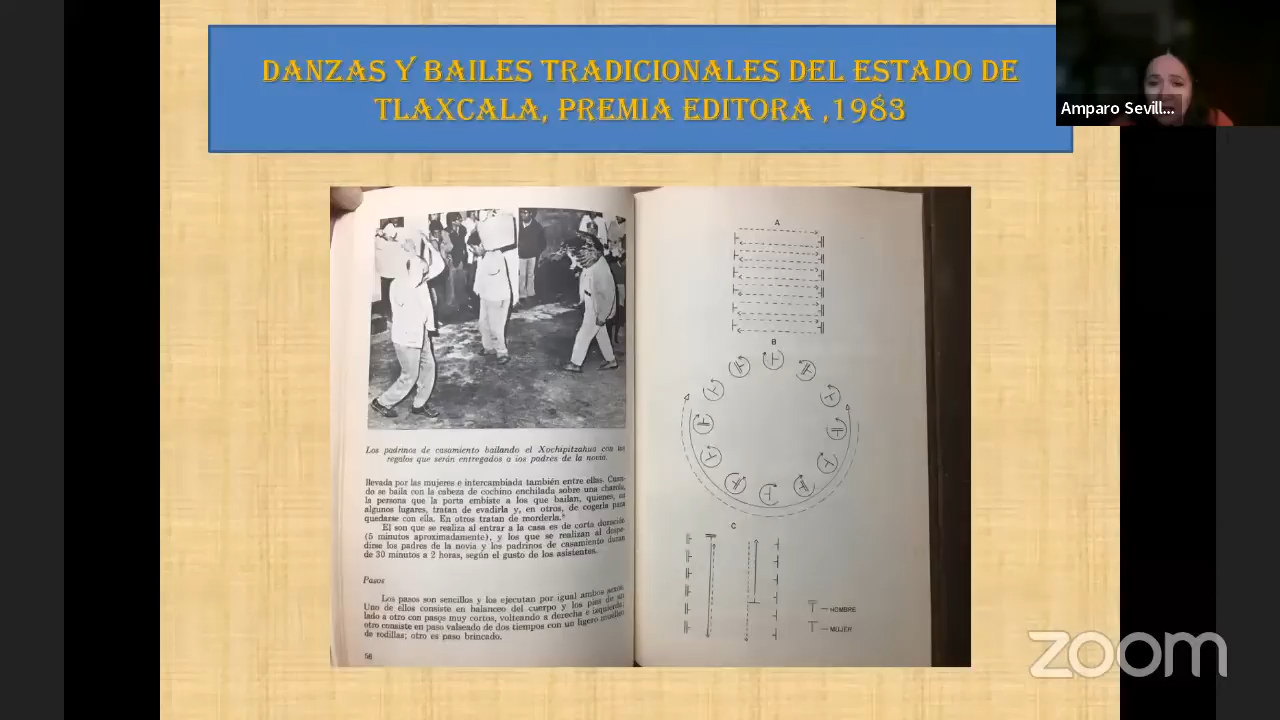 DANZAS Y BAILES TRADICIONALES DEL ESTADO DE
TLAXCALA, PREMIA EDITORA ,1983
Amparo Sevill...
Los padrinos de casamiento bailando el Xochipitzahua con los
regalos que serán entregados a los padres de la novia.
llevada por las mujeres e intercambiada también entre ellas. Cuan-
do se baila con la cabeza de cochino enchilada sobre una charola,
la persona que la porta embiste a los que bailan, quienes, en
algunos lugares, tratan de evadirla y, en otros, de cogerla para
quedarse con ella. En otros tratan de morderla.
El son que se realiza al entrar a la casa es de corta duración
(5 minutos aproximadamente), y los que se realizan al despe-
dirse los padres de la novia y los padrinos de casamiento duran
de 30 minutos a 2 horas, según el gusto de los asistentes.
Pasos
Los pasos son sencillos y los ejecutan por igual ambos sexos.
Uno de ellos consiste en balanceo del cuerpo y los pies de un
lado a otro con pasos muy cortos, volteando a derecha e izquierda;
otro consiste en paso valseado de dos tiempos con un ligero
de rodillas; otro es paso brincado.
56
A
B
C
HOMBRE
MUJER
zoom